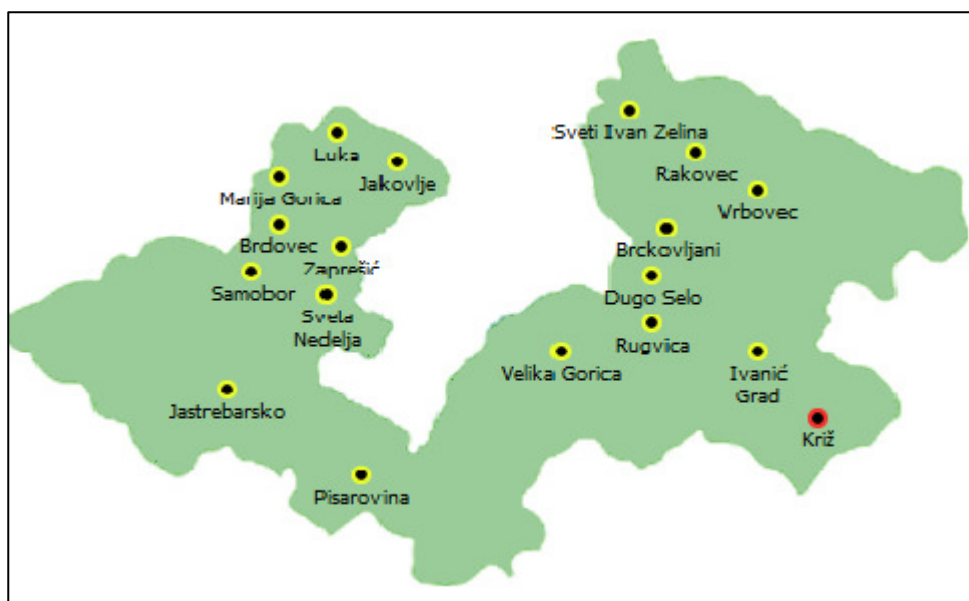 Sveti Ivan Zelina
Luka
Rakovec
Jakovlje
Marija Gorica
Vrbovec
Brdovec
Brckovljani
Zaprešić
Samobor
Dugo Selo
Sveta
Nedelja
Rugvica
Velika Gorica
Ivanić
Grad
Jastrebarsko
Križ
Pisarovina